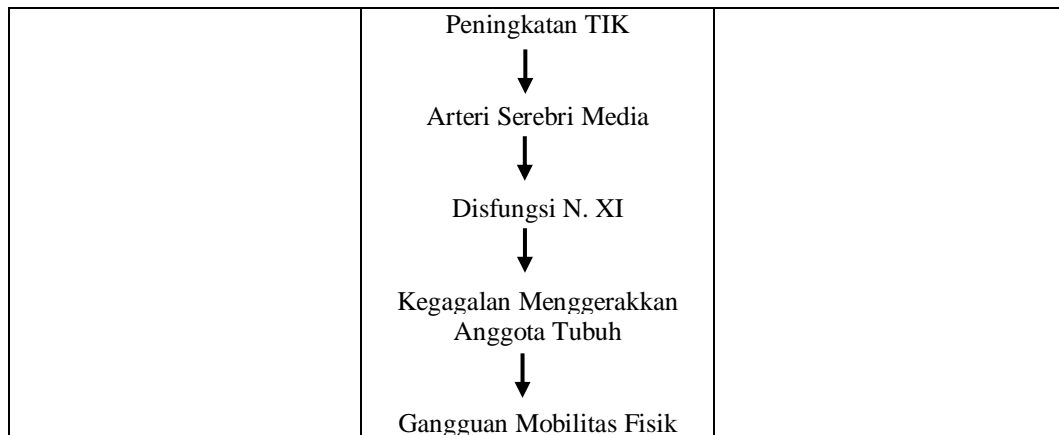 Peningkatan TIK
Arteri Serebri Media
Disfungsi N. XI
Kegagalan Menggerakkan
Anggota Tubuh
Gangguan Mobilitas Fisik